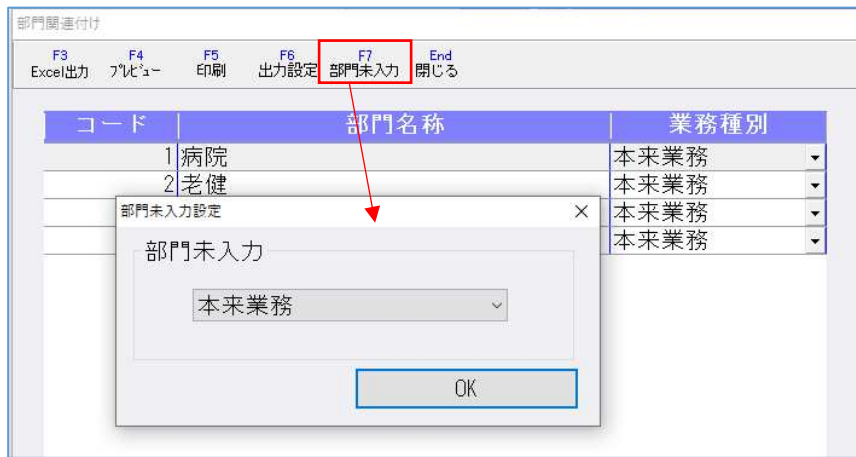 部門関連付け
F3 F4 F5 F6 F7 End
Excel出力 ﾌﾟﾚﾋﾞｭｰ 印刷 出力設定 部門未入力 閉じる
コード 部門名称 業務種別
1 病院 本来業務
2 老健 本来業務
本来業務
本来業務
部門未入力設定
部門未入力
本来業務
OK